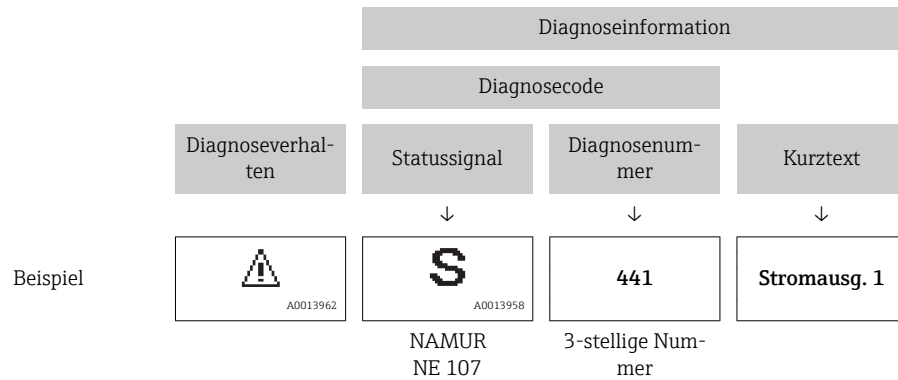 Diagnoseinformation
Diagnosecode
Diagnoseverhal-
ten
Statussignal
Diagnosenum-
mer
Kurztext
↓
↓
↓
Beispiel
A0013962
S
A0013958
441
Stromausg. 1
NAMUR
NE 107
3-stellige Num-
mer